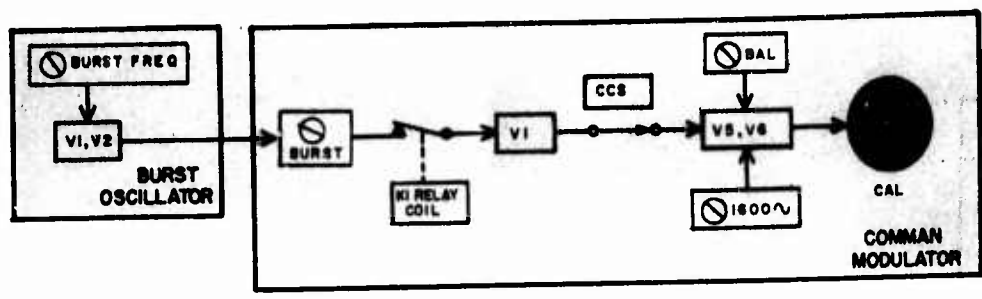 BURST FREQ
V1, V2
BURST
OSCILLATOR
BURST
K1 RELAY
COIL
V1
CCS
BAL
V5, V6
1600~
CAL
COMMAN
MODULATOR